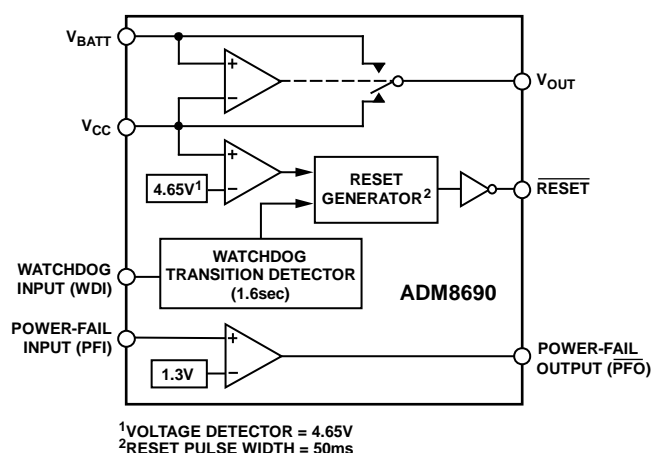 VBATT
+
−
VOUT
VCC
+
−
4.65V1
RESET
GENERATOR2
RESET
WATCHDOG
TRANSITION DETECTOR
(1.6sec)
WATCHDOG
INPUT (WDI)
ADM8690
POWER-FAIL
INPUT (PFI)
+
−
1.3V
POWER-FAIL
OUTPUT (PFO)
1VOLTAGE DETECTOR = 4.65V
2RESET PULSE WIDTH = 50ms